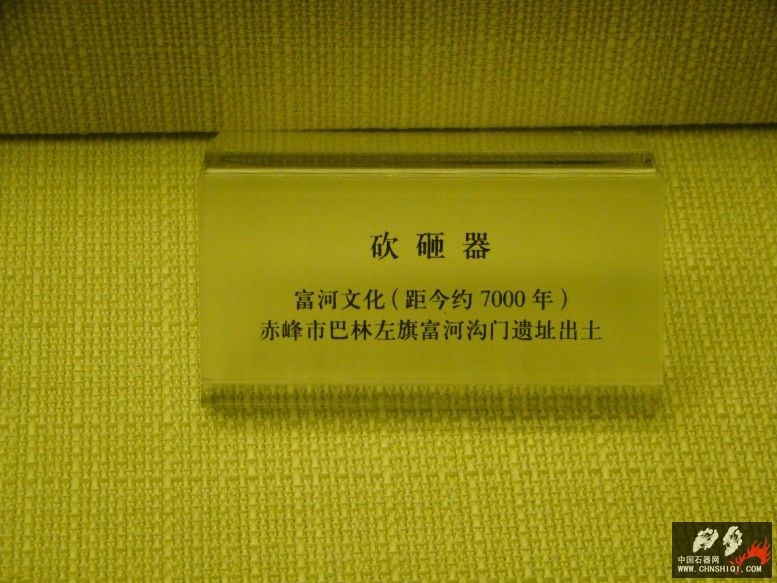 砍砸器
富河文化（距今约7000年）
赤峰市巴林左旗富河沟门遗址出土
中国石器网
WWW.CHNSHIQI.COM